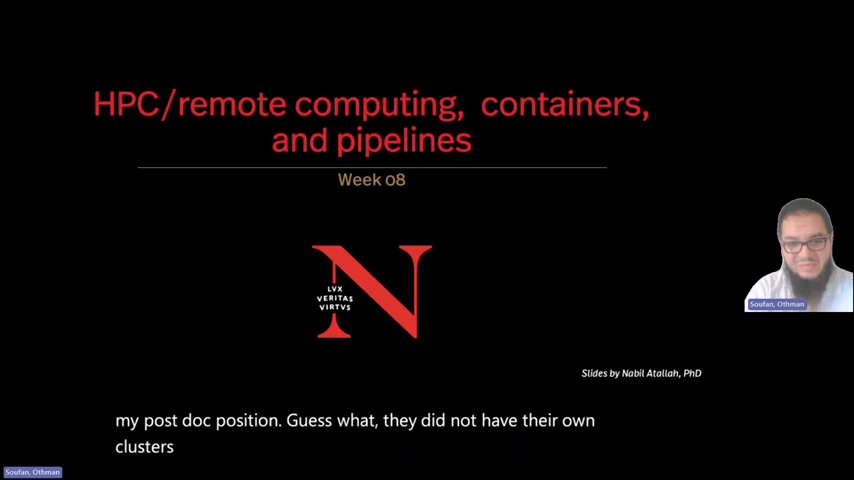 HPC/remote computing, containers,
and pipelines
Week 08
LVX
VERITAS
VIRTVS
Soufan, Othman
Slides by Nabil Atallah, PhD
my post doc position. Guess what, they did not have their own
clusters
Soufan, Othman